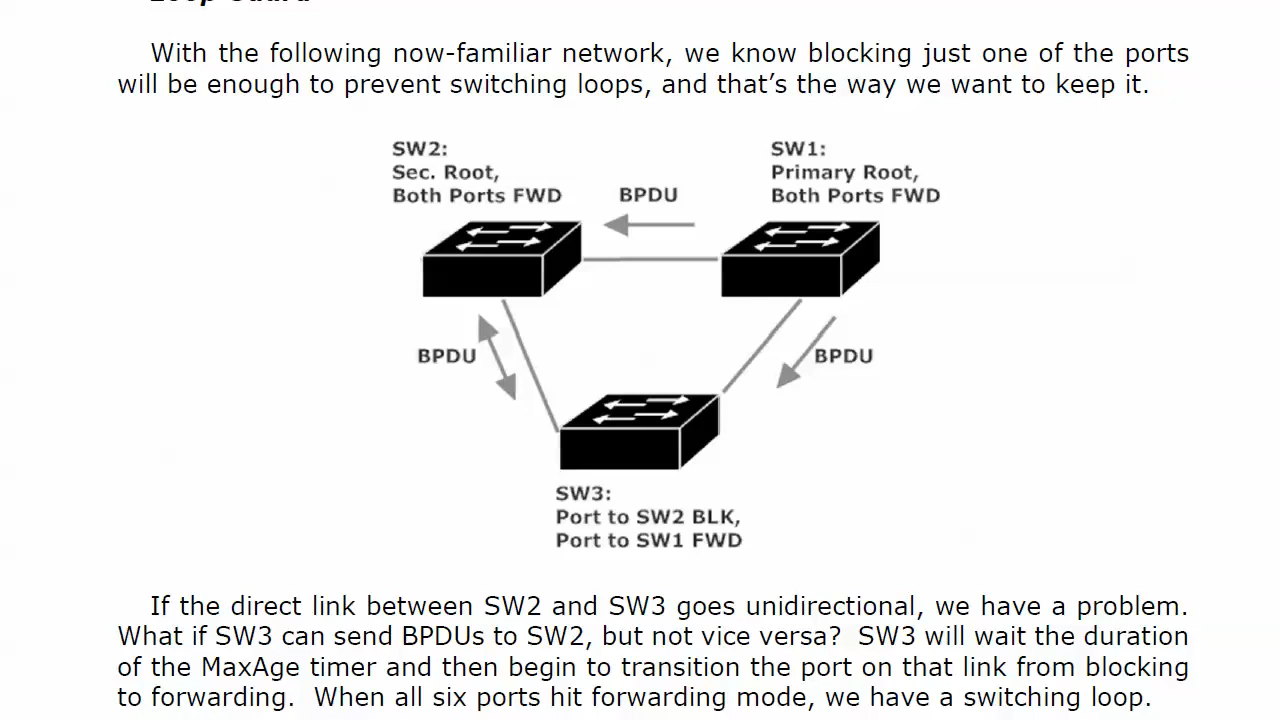 Loop Guard
With the following now-familiar network, we know blocking just one of the ports
will be enough to prevent switching loops, and that's the way we want to keep it.
SW2:
Sec. Root,
Both Ports FWD
BPDU
SW1:
Primary Root,
Both Ports FWD
BPDU
BPDU
SW3:
Port to SW2 BLK,
Port to SW1 FWD
If the direct link between SW2 and SW3 goes unidirectional, we have a problem.
What if SW3 can send BPDUs to SW2, but not vice versa?  SW3 will wait the duration
of the MaxAge timer and then begin to transition the port on that link from blocking
to forwarding.  When all six ports hit forwarding mode, we have a switching loop.